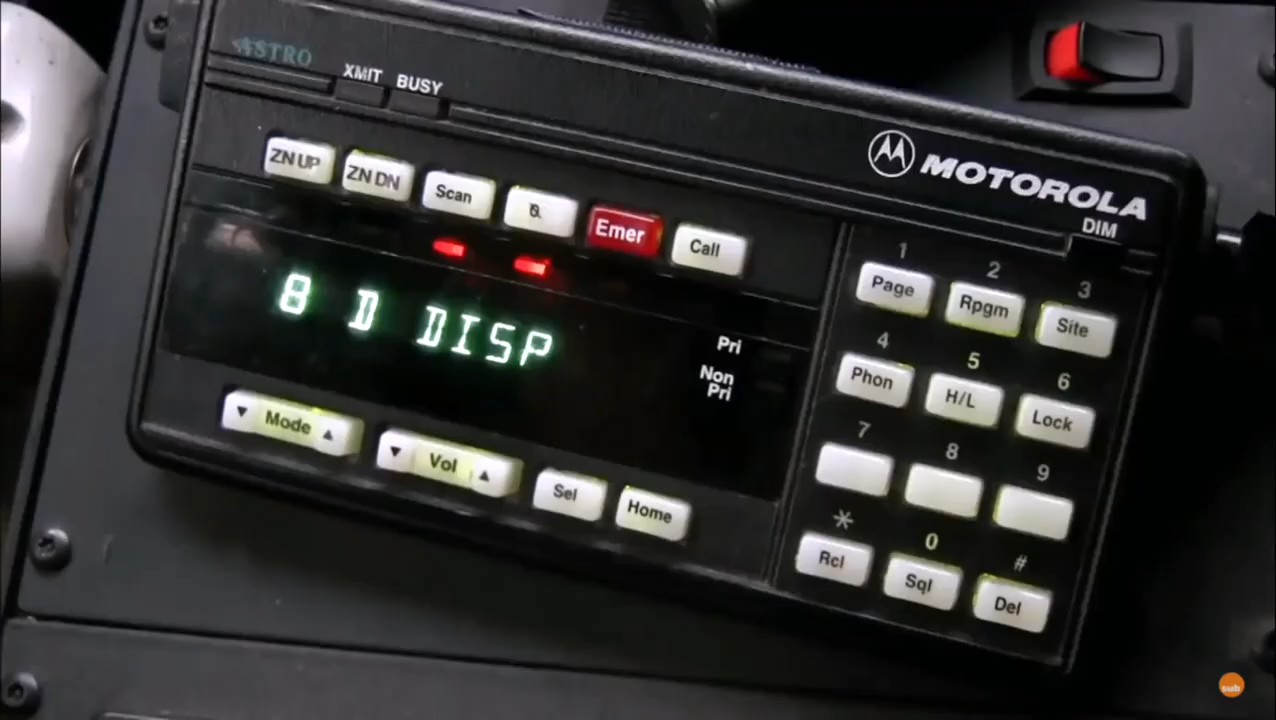 ASTRO
XMIT BUSY
MOTOROLA
DIM
ZN UP ZN DN Scan Emer Call
8 D DISP
Pri
Non
Pri
▼ Mode ▲ ▼ Vol ▲ Sel Home
1 2 3
Page Rpgm Site
4 5 6
Phon H/L Lock
7 8 9
* 0 #
Rcl Sql Del
sub